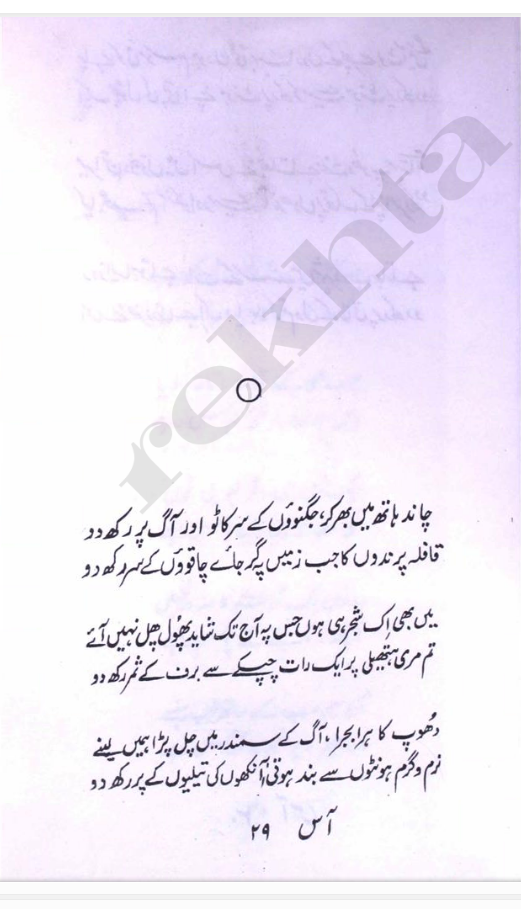 چاند ہاتھ میں بھر کر، جگنوؤں کے سر کاٹو اور آگ پر رکھ دو
قافلہ پرندوں کا جب زمیں پہ گر جائے چاقوؤں کے سر رکھ دو
میں بھی اِک شجر ہی ہوں جس پہ آج تک شاید پھُول پھل نہیں آئے
تم مری ہتھیلی پر ایک رات چپکے سے برف کے ثمر رکھ دو
دُھوپ کا ہرا بجرا، آگ کے سمندر میں چل پڑا ہمیں لینے
نرم و گرم ہونٹوں سے بند ہوتی آنکھوں کی تیلیوں کے پر رکھ دو
آس ۲۹
rekhta